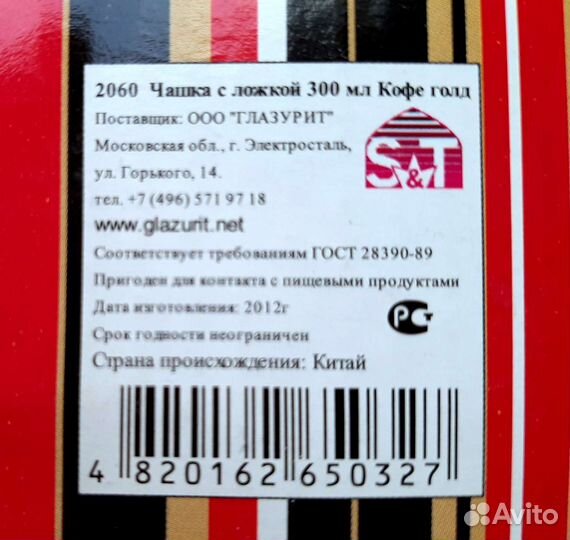 2060 Чашка с ложкой 300 мл Кофе голд
Поставщик: ООО "ГЛАЗУРИТ"
Московская обл., г. Электросталь,
ул. Горького, 14.
тел. +7 (496) 571 97 18
www.glazurit.net
S&T
Соответствует требованиям ГОСТ 28390-89
Пригоден для контакта с пищевыми продуктами
Дата изготовления: 2012г
РСТ
Срок годности неограничен
Страна происхождения: Китай
4 820162 650327
Avito